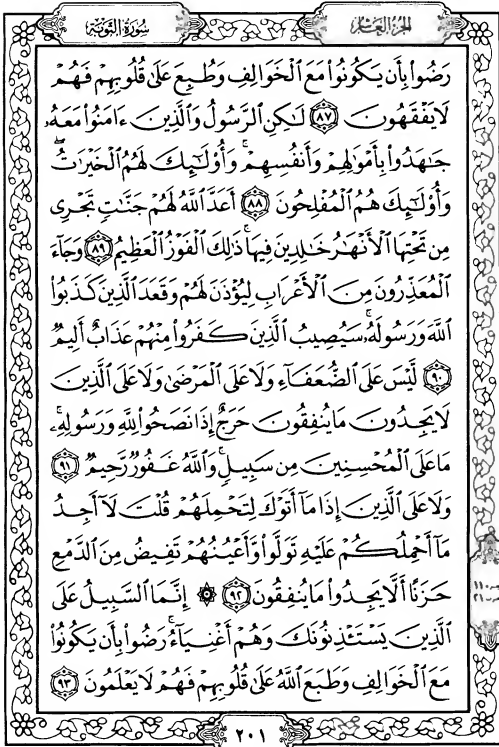 سُورَةُ التَّوْبَةِ
الجُزْءُ العَاشِرُ
رَضُوا۟ بِأَن يَكُونُوا۟ مَعَ ٱلْخَوَالِفِ وَطُبِعَ عَلَىٰ قُلُوبِهِمْ فَهُمْ
لَا يَفْقَهُونَ ۝٨٧ لَـٰكِنِ ٱلرَّسُولُ وَٱلَّذِينَ ءَامَنُوا۟ مَعَهُۥ
جَـٰهَدُوا۟ بِأَمْوَٰلِهِمْ وَأَنفُسِهِمْ ۚ وَأُو۟لَـٰٓئِكَ لَهُمُ ٱلْخَيْرَٰتُ ۖ
وَأُو۟لَـٰٓئِكَ هُمُ ٱلْمُفْلِحُونَ ۝٨٨ أَعَدَّ ٱللَّهُ لَهُمْ جَنَّـٰتٍ تَجْرِى
مِن تَحْتِهَا ٱلْأَنْهَـٰرُ خَـٰلِدِينَ فِيهَا ۚ ذَٰلِكَ ٱلْفَوْزُ ٱلْعَظِيمُ ۝٨٩ وَجَآءَ
ٱلْمُعَذِّرُونَ مِنَ ٱلْأَعْرَابِ لِيُؤْذَنَ لَهُمْ وَقَعَدَ ٱلَّذِينَ كَذَبُوا۟
ٱللَّهَ وَرَسُولَهُۥ ۚ سَيُصِيبُ ٱلَّذِينَ كَفَرُوا۟ مِنْهُمْ عَذَابٌ أَلِيمٌ
۝٩٠ لَّيْسَ عَلَى ٱلضُّعَفَآءِ وَلَا عَلَى ٱلْمَرْضَىٰ وَلَا عَلَى ٱلَّذِينَ
لَا يَجِدُونَ مَا يُنفِقُونَ حَرَجٌ إِذَا نَصَحُوا۟ لِلَّهِ وَرَسُولِهِۦ ۚ
مَا عَلَى ٱلْمُحْسِنِينَ مِن سَبِيلٍ ۚ وَٱللَّهُ غَفُورٌ رَّحِيمٌ ۝٩١
وَلَا عَلَى ٱلَّذِينَ إِذَا مَآ أَتَوْكَ لِتَحْمِلَهُمْ قُلْتَ لَآ أَجِدُ
مَآ أَحْمِلُكُمْ عَلَيْهِ تَوَلَّوا۟ وَّأَعْيُنُهُمْ تَفِيضُ مِنَ ٱلدَّمْعِ
حَزَنًا أَلَّا يَجِدُوا۟ مَا يُنفِقُونَ ۝٩٢ ۞ إِنَّمَا ٱلسَّبِيلُ عَلَى
ٱلَّذِينَ يَسْتَـْٔذِنُونَكَ وَهُمْ أَغْنِيَآءُ ۚ رَضُوا۟ بِأَن يَكُونُوا۟
مَعَ ٱلْخَوَالِفِ وَطَبَعَ ٱللَّهُ عَلَىٰ قُلُوبِهِمْ فَهُمْ لَا يَعْلَمُونَ ۝٩٣
٢٠١